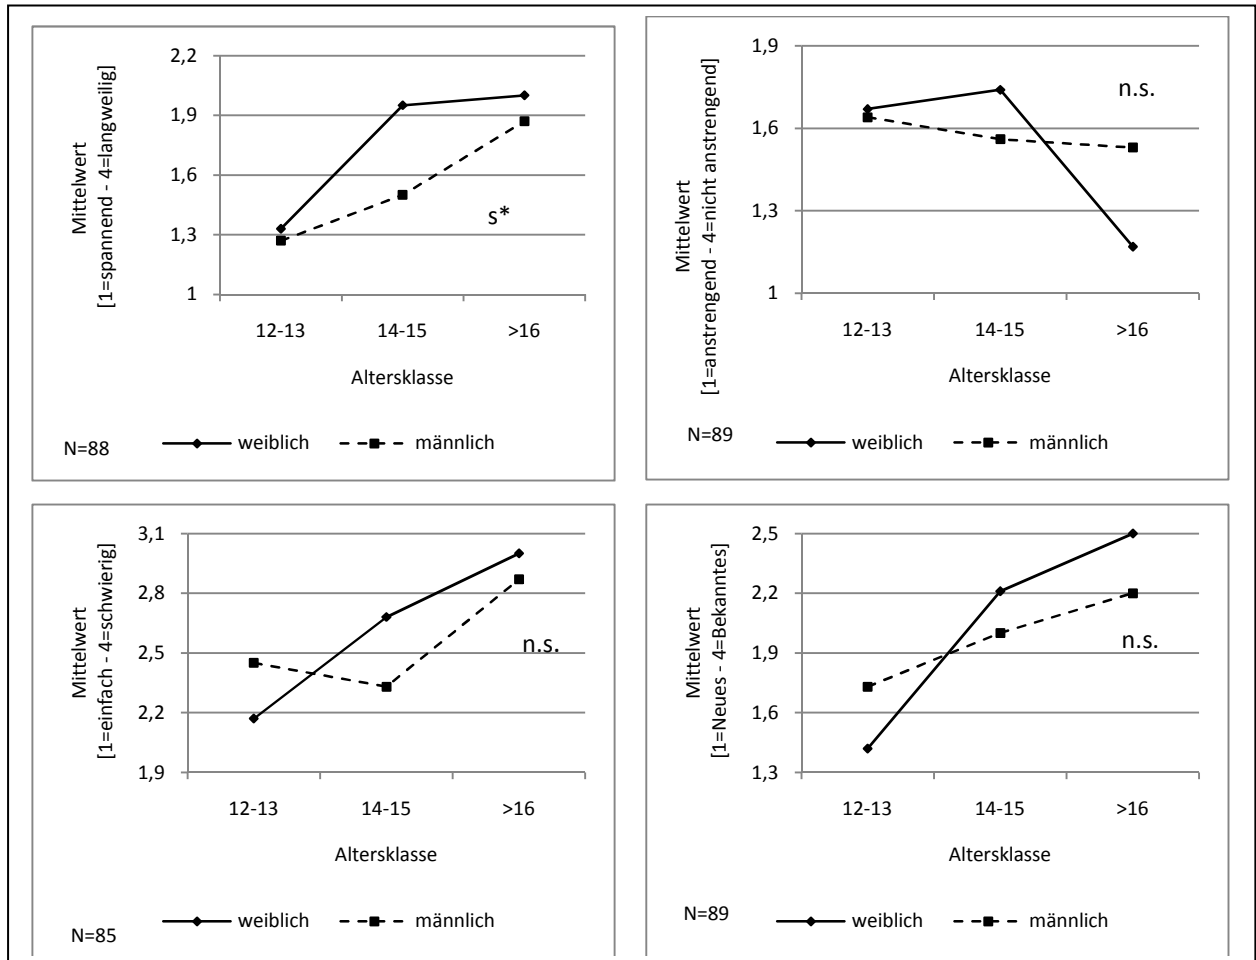 Mittelwert
[1=spannend - 4=langweilig]
2,2
1,9
1,6
1,3
1
s*
12-13 14-15 >16
Altersklasse
N=88 weiblich männlich
Mittelwert
[1=anstrengend - 4=nicht anstrengend]
1,9
1,6
1,3
1
n.s.
12-13 14-15 >16
Altersklasse
N=89 weiblich männlich
Mittelwert
[1=einfach - 4=schwierig]
3,1
2,8
2,5
2,2
1,9
n.s.
12-13 14-15 >16
Altersklasse
N=85 weiblich männlich
Mittelwert
[1=Neues - 4=Bekanntes]
2,5
2,2
1,9
1,6
1,3
n.s.
12-13 14-15 >16
Altersklasse
N=89 weiblich männlich